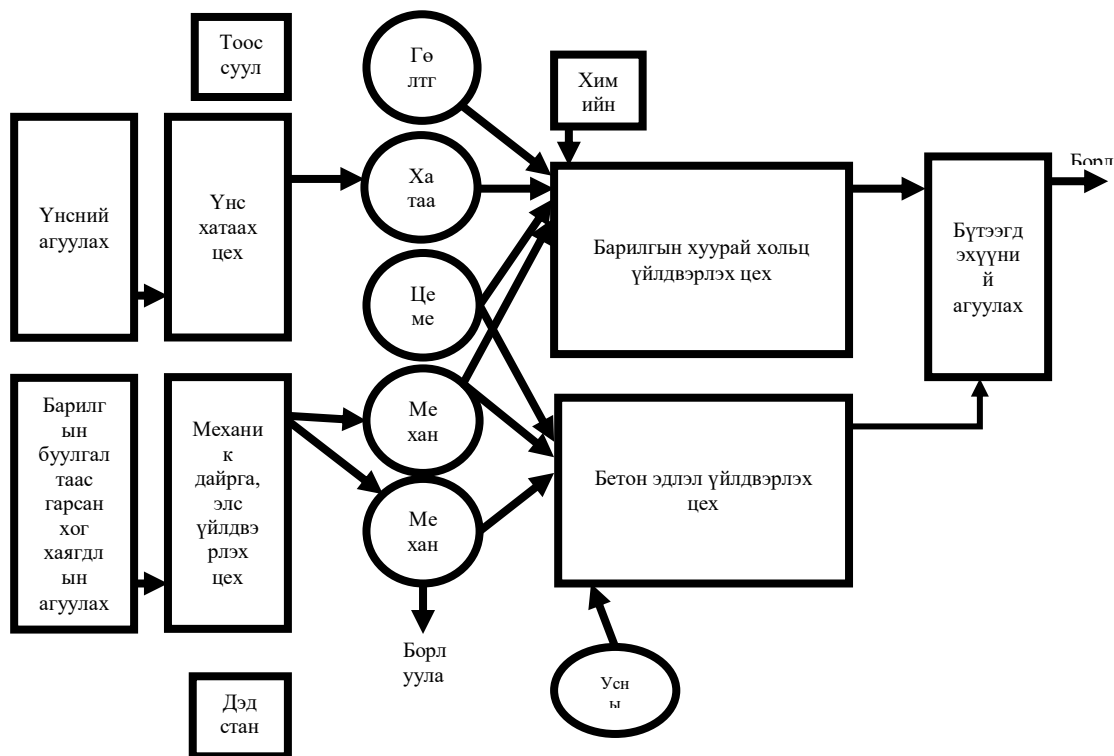 Тоос
суул
Гө
лтг
Хим
ийн
Үнсний
агуулах
Үнс
хатаах
цех
Ха
таа
Барилгын хуурай хольц
үйлдвэрлэх цех
Бүтээгд
эхүүни
й
агуулах
Борл
Це
ме
Барилг
ын
буулгал
таас
гарсан
хог
хаягдл
ын
агуулах
Механи
к
дайрга,
элс
үйлдвэ
рлэх
цех
Ме
хан
Ме
хан
Бетон эдлэл үйлдвэрлэх
цех
Борл
уула
Усн
ы
Дэд
стан